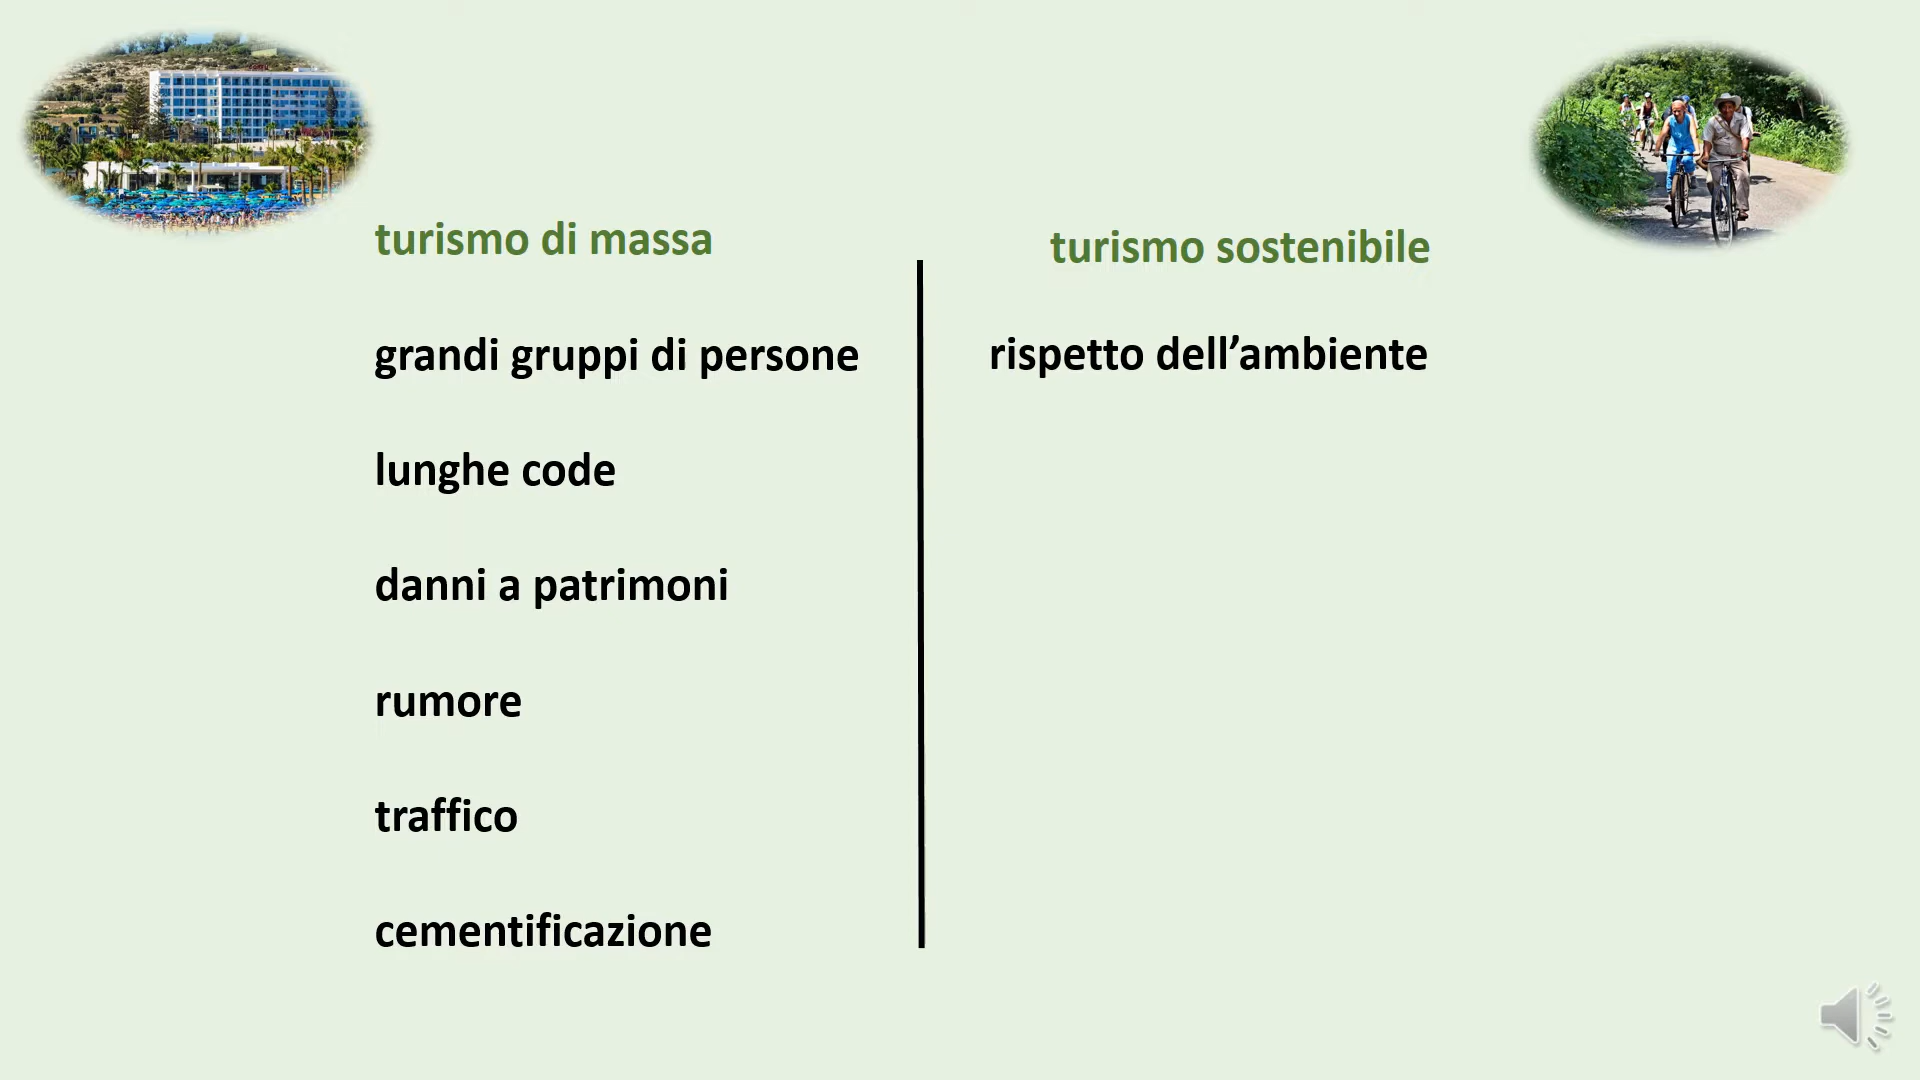 turismo di massa
turismo sostenibile
grandi gruppi di persone
rispetto dell’ambiente
lunghe code
danni a patrimoni
rumore
traffico
cementificazione